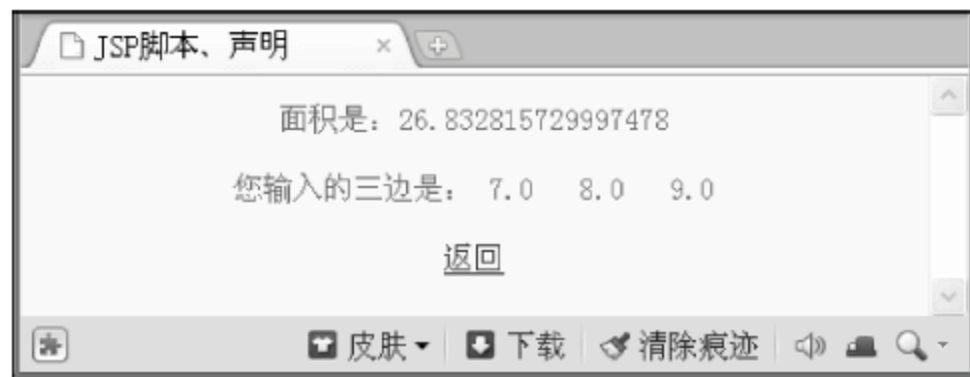 JSP脚本、声明
面积是：26.832815729997478
您输入的三边是： 7.0 8.0 9.0
返回
皮肤 下载 清除痕迹